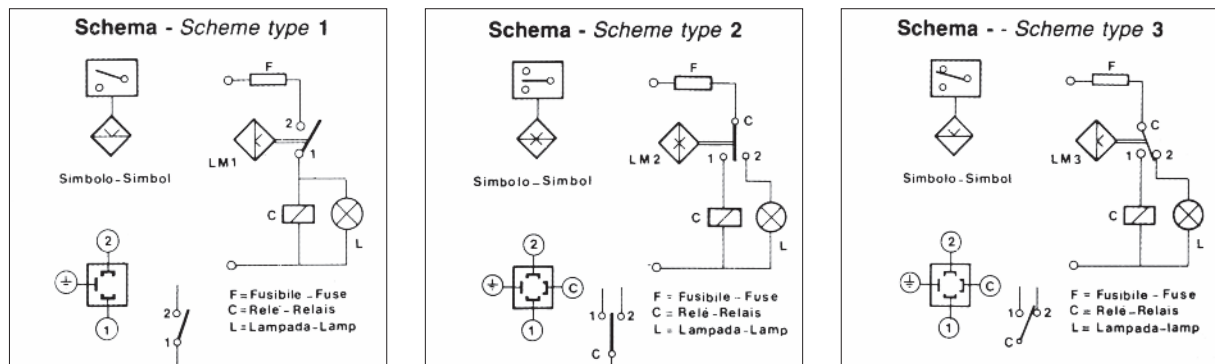 Schema - Scheme type 1
F
2
1
LM1
Simbolo-Simbol
C
L
2
1
F=Fusibile-Fuse
C=Relè-Relais
L=Lampada-Lamp
2
1
Schema - Scheme type 2
F
C
LM2
1
2
Simbolo-Simbol
C
L
2
C
1
F=Fusibile-Fuse
C=Relé-Relais
L=Lampada-Lamp
1
2
C
Schema - - Scheme type 3
F
C
LM3
1
2
Simbolo-Simbol
C
L
2
C
1
F=Fusibile-Fuse
C=Relé-Relais
L=Lampada-lamp
1
2
C